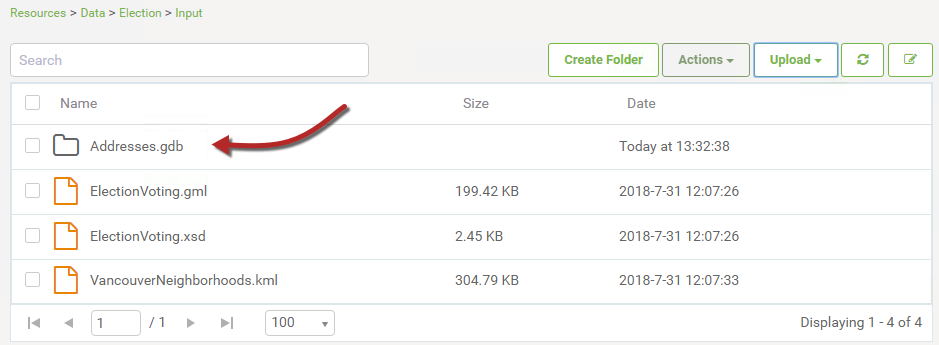 Resources > Data > Election > Input
Search
Create Folder
Actions
Upload
Name Size Date
Addresses.gdb Today at 13:32:38
ElectionVoting.gml 199.42 KB 2018-7-31 12:07:26
ElectionVoting.xsd 2.45 KB 2018-7-31 12:07:26
VancouverNeighborhoods.kml 304.79 KB 2018-7-31 12:07:33
1 / 1 100 Displaying 1 - 4 of 4